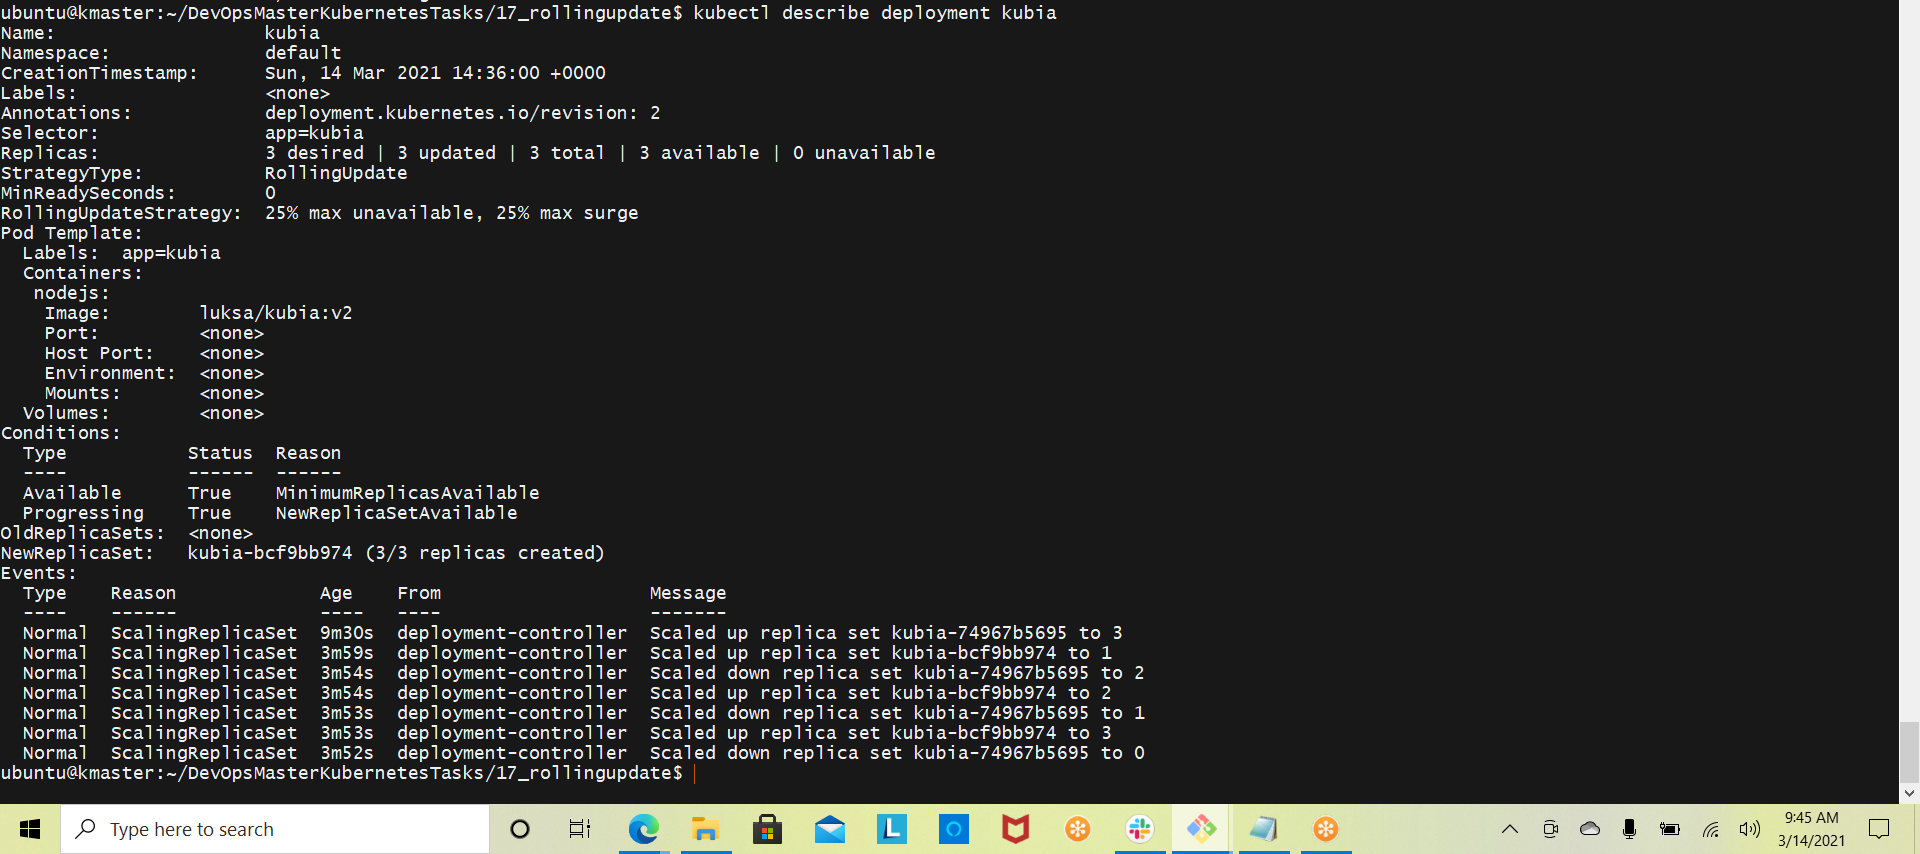 ubuntu@kmaster:~/DevOpsMasterKubernetesTasks/17_rollingupdate$ kubectl describe deployment kubia
Name:                   kubia
Namespace:              default
CreationTimestamp:      Sun, 14 Mar 2021 14:36:00 +0000
Labels:                 <none>
Annotations:            deployment.kubernetes.io/revision: 2
Selector:               app=kubia
Replicas:               3 desired | 3 updated | 3 total | 3 available | 0 unavailable
StrategyType:           RollingUpdate
MinReadySeconds:        0
RollingUpdateStrategy:  25% max unavailable, 25% max surge
Pod Template:
  Labels:  app=kubia
  Containers:
   nodejs:
    Image:        luksa/kubia:v2
    Port:         <none>
    Host Port:    <none>
    Environment:  <none>
    Mounts:       <none>
  Volumes:        <none>
Conditions:
  Type           Status  Reason
  ----           ------  ------
  Available      True    MinimumReplicasAvailable
  Progressing    True    NewReplicaSetAvailable
OldReplicaSets:  <none>
NewReplicaSet:   kubia-bcf9bb974 (3/3 replicas created)
Events:
  Type    Reason             Age    From                   Message
  ----    ------             ----   ----                   -------
  Normal  ScalingReplicaSet  9m30s  deployment-controller  Scaled up replica set kubia-74967b5695 to 3
  Normal  ScalingReplicaSet  3m59s  deployment-controller  Scaled up replica set kubia-bcf9bb974 to 1
  Normal  ScalingReplicaSet  3m54s  deployment-controller  Scaled down replica set kubia-74967b5695 to 2
  Normal  ScalingReplicaSet  3m54s  deployment-controller  Scaled up replica set kubia-bcf9bb974 to 2
  Normal  ScalingReplicaSet  3m53s  deployment-controller  Scaled down replica set kubia-74967b5695 to 1
  Normal  ScalingReplicaSet  3m53s  deployment-controller  Scaled up replica set kubia-bcf9bb974 to 3
  Normal  ScalingReplicaSet  3m52s  deployment-controller  Scaled down replica set kubia-74967b5695 to 0
ubuntu@kmaster:~/DevOpsMasterKubernetesTasks/17_rollingupdate$
Type here to search
L
9:45 AM
3/14/2021